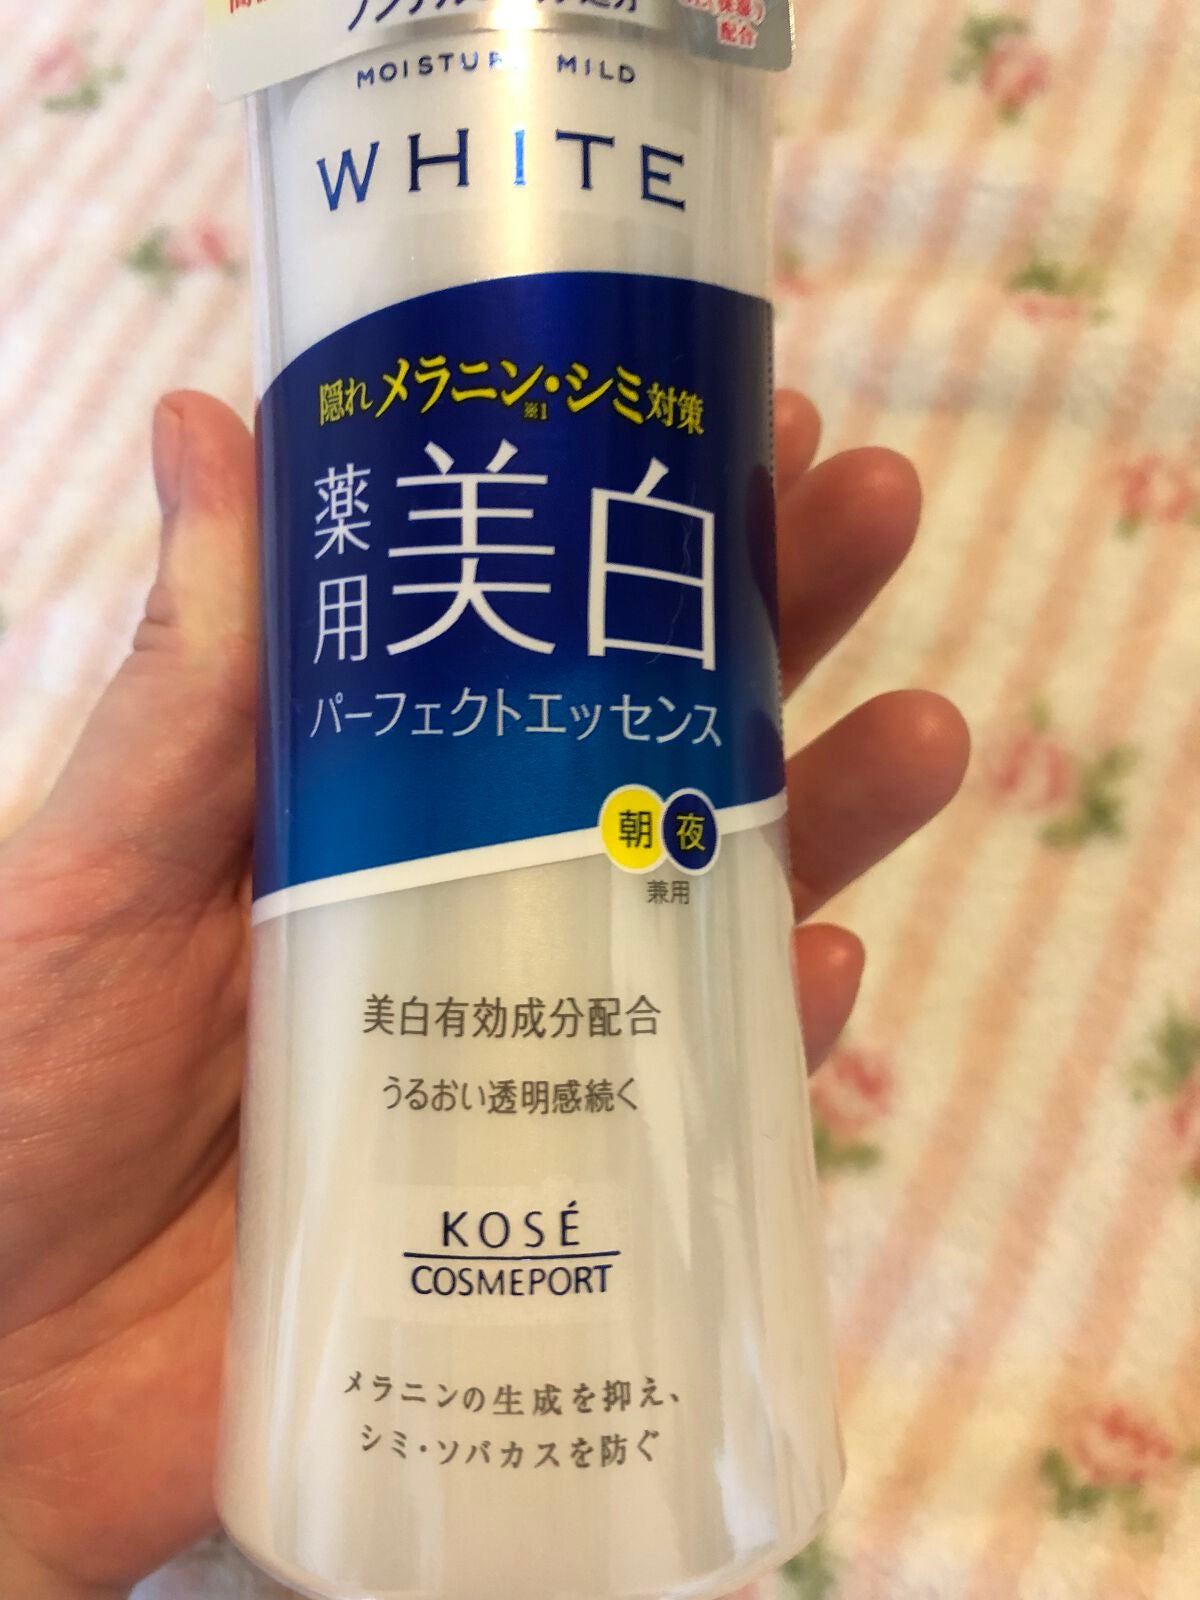 配合
MOISTURE MILD
WHITE
隠れメラニン・シミ対策
※1
薬用 美白
パーフェクトエッセンス
朝 夜
兼用
美白有効成分配合
うるおい透明感続く
KOSÉ
COSMEPORT
メラニンの生成を抑え、
シミ・ソバカスを防ぐ